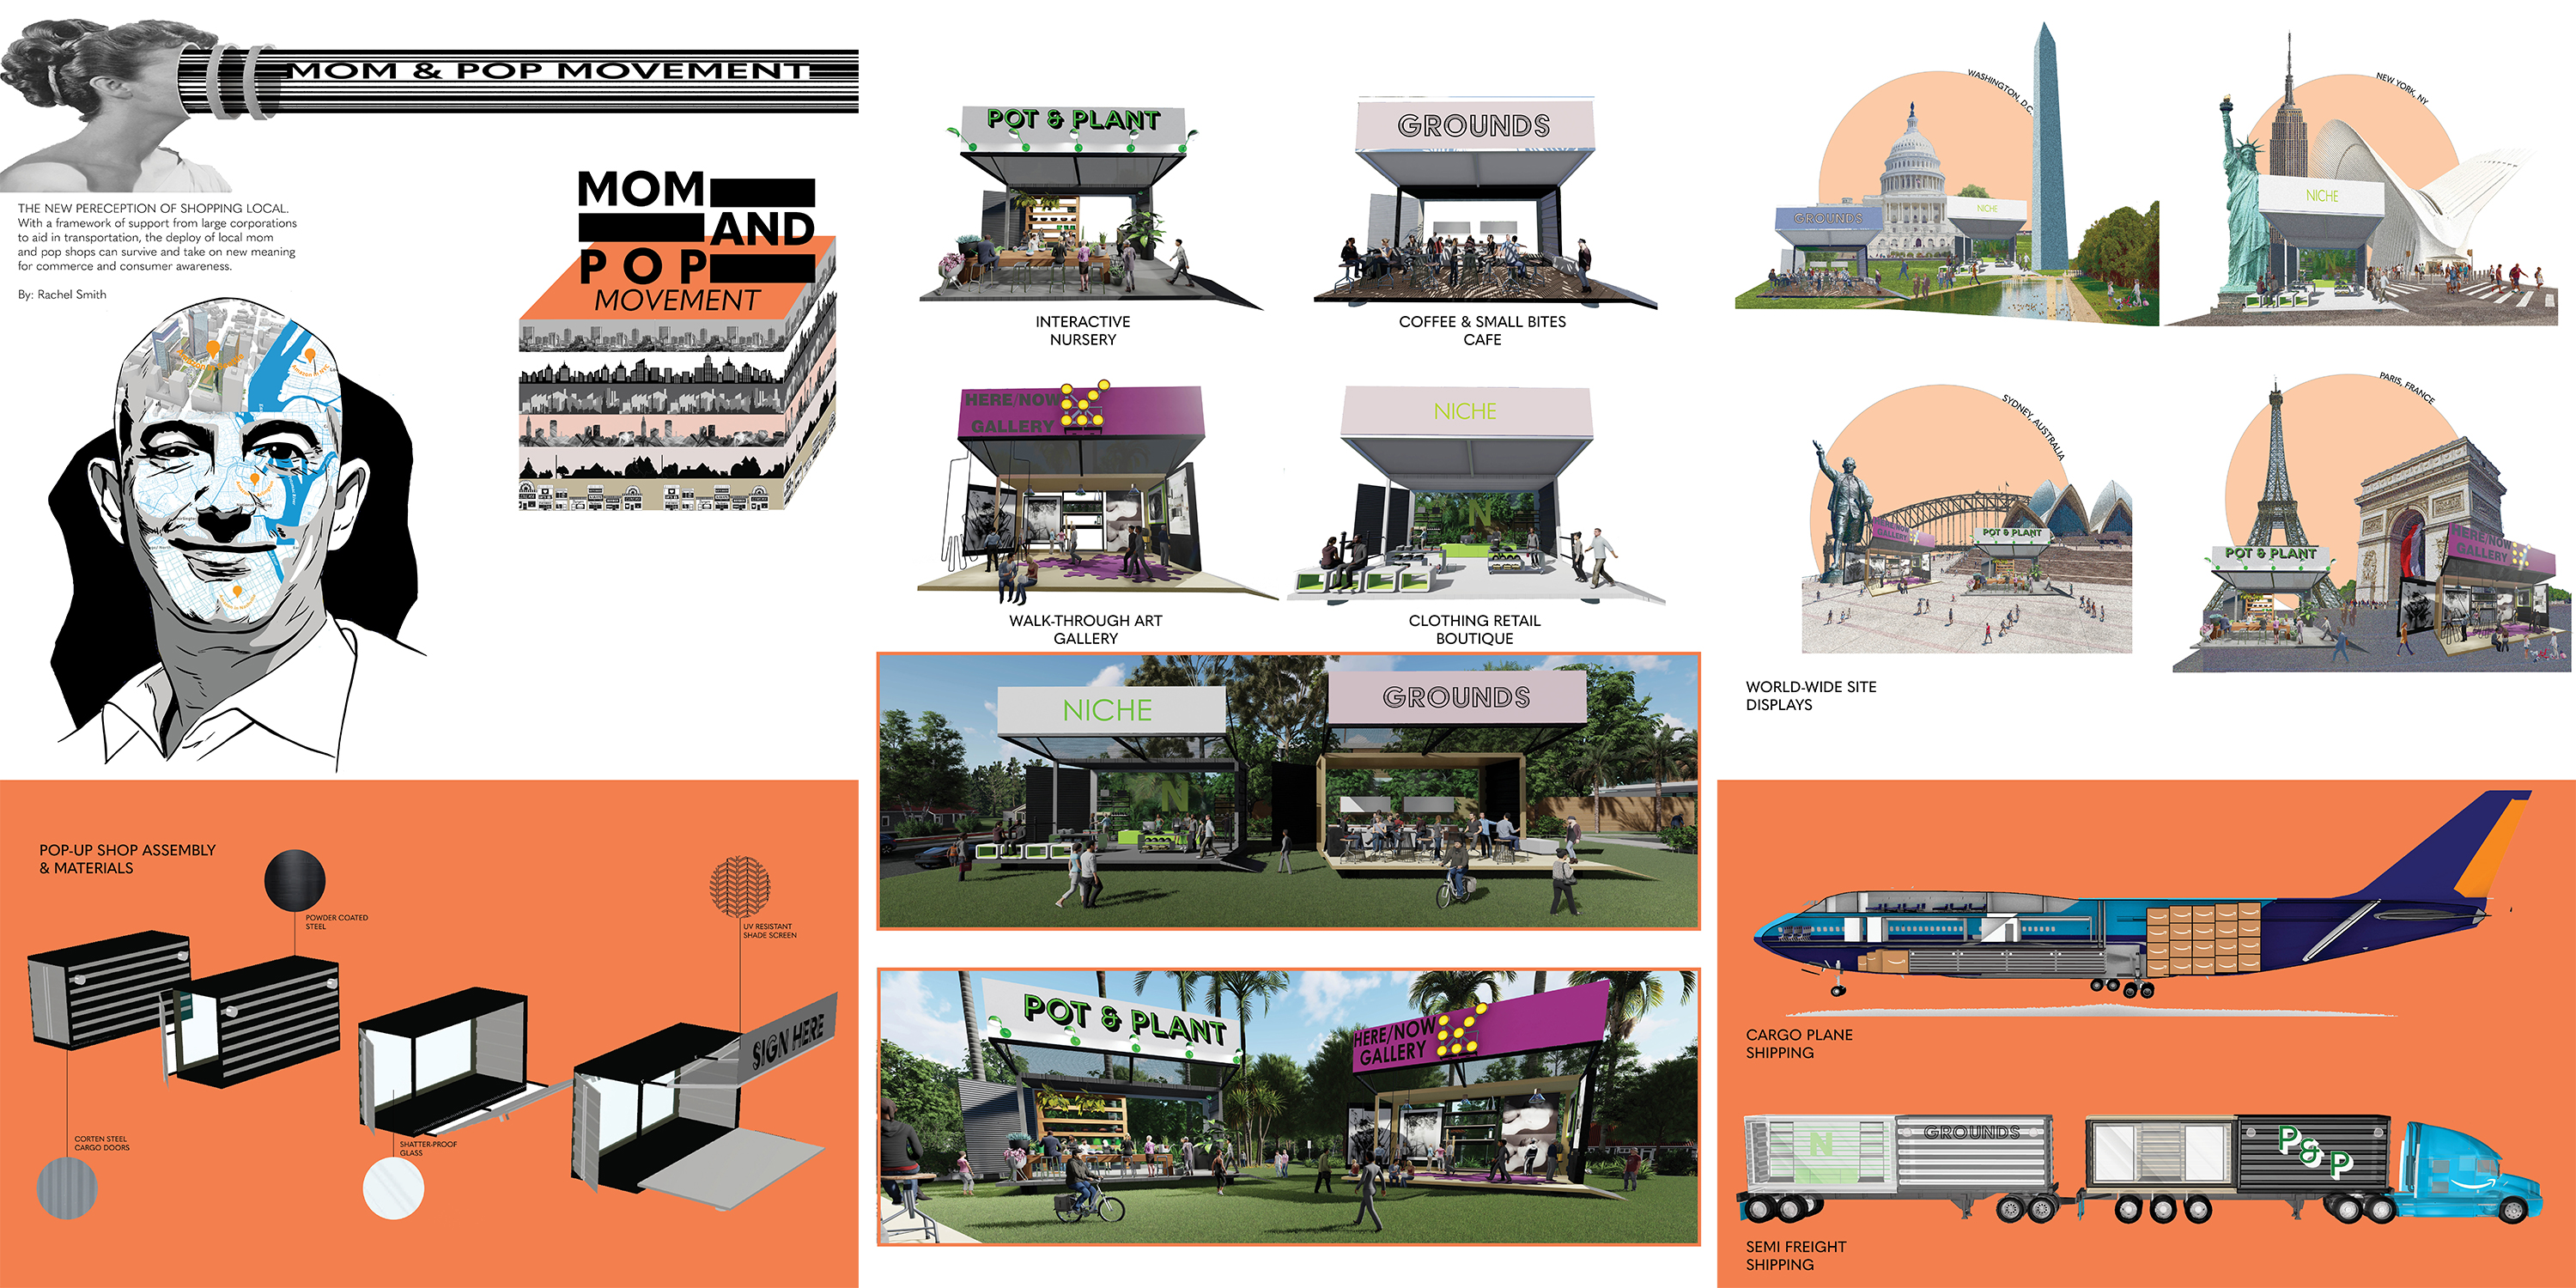 MOM & POP MOVEMENT
THE NEW PERECEPTION OF SHOPPING LOCAL.
With a framework of support from large corporations
to aid in transportation, the deploy of local mom
and pop shops can survive and take on new meaning
for commerce and consumer awareness.
By: Rachel Smith
MOM
AND
POP
MOVEMENT
POP-UP SHOP ASSEMBLY
& MATERIALS
POWDER COATED
STEEL
UV RESISTANT
SHADE SCREEN
SIGN HERE
CORTEN STEEL
CARGO DOORS
SHATTER-PROOF
GLASS
POT & PLANT
INTERACTIVE
NURSERY
GROUNDS
COFFEE & SMALL BITES
CAFE
HERE/NOW
GALLERY
WALK-THROUGH ART
GALLERY
NICHE
N
CLOTHING RETAIL
BOUTIQUE
NICHE
N
GROUNDS
POT & PLANT
HERE/NOW
GALLERY
WASHINGTON, D.C.
GROUNDS
NICHE
NEW YORK, NY
NICHE
SYDNEY, AUSTRALIA
HERE/NOW
GALLERY
POT & PLANT
PARIS, FRANCE
POT & PLANT
HERE/NOW
GALLERY
WORLD-WIDE SITE
DISPLAYS
CARGO PLANE
SHIPPING
N
GROUNDS
P&P
SEMI FREIGHT
SHIPPING